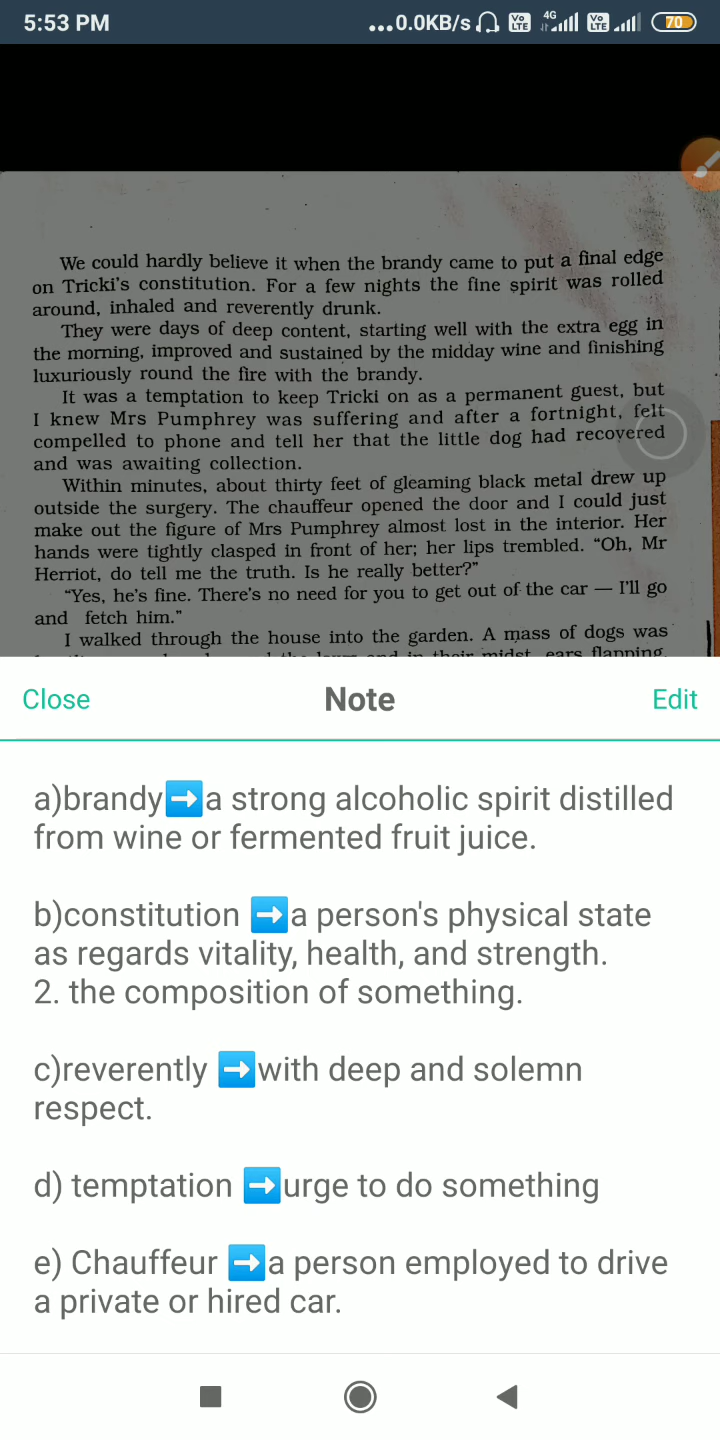 5:53 PM
...0.0KB/s Vo LTE 4G Vo LTE 70
We could hardly believe it when the brandy came to put a final edge
on Tricki's constitution. For a few nights the fine spirit was rolled
around, inhaled and reverently drunk.
They were days of deep content, starting well with the extra egg in
the morning, improved and sustained by the midday wine and finishing
luxuriously round the fire with the brandy.
It was a temptation to keep Tricki on as a permanent guest, but
I knew Mrs Pumphrey was suffering and after a fortnight, felt
compelled to phone and tell her that the little dog had recovered
and was awaiting collection.
Within minutes, about thirty feet of gleaming black metal drew up
outside the surgery. The chauffeur opened the door and I could just
make out the figure of Mrs Pumphrey almost lost in the interior. Her
hands were tightly clasped in front of her; her lips trembled. “Oh, Mr
Herriot, do tell me the truth. Is he really better?”
“Yes, he's fine. There's no need for you to get out of the car — I'll go
and fetch him.”
I walked through the house into the garden. A mass of dogs was
and in their midst, ears flapping,
Close Note Edit
a)brandy➡a strong alcoholic spirit distilled
from wine or fermented fruit juice.
b)constitution ➡a person's physical state
as regards vitality, health, and strength.
2. the composition of something.
c)reverently ➡with deep and solemn
respect.
d) temptation ➡urge to do something
e) Chauffeur ➡a person employed to drive
a private or hired car.